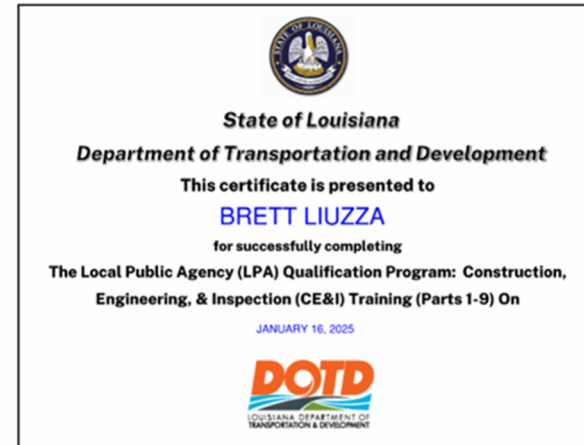 STATE OF LOUISIANA
State of Louisiana
Department of Transportation and Development
This certificate is presented to
BRETT LIUZZA
for successfully completing
The Local Public Agency (LPA) Qualification Program: Construction,
Engineering, & Inspection (CE&I) Training (Parts 1-9) On
JANUARY 16, 2025
DOTD
LOUISIANA DEPARTMENT OF
TRANSPORTATION & DEVELOPMENT